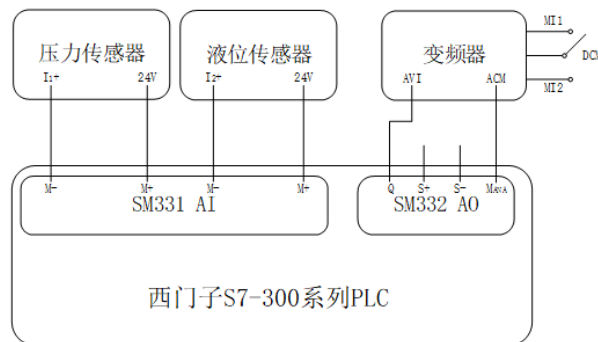 压力传感器
I1+ 24V
液位传感器
I2+ 24V
变频器
AVI ACM
MI1
DCM
MI2
M- M+ M- M+
SM331 AI
Q S+ S- MANA
SM332 AO
西门子S7-300系列PLC